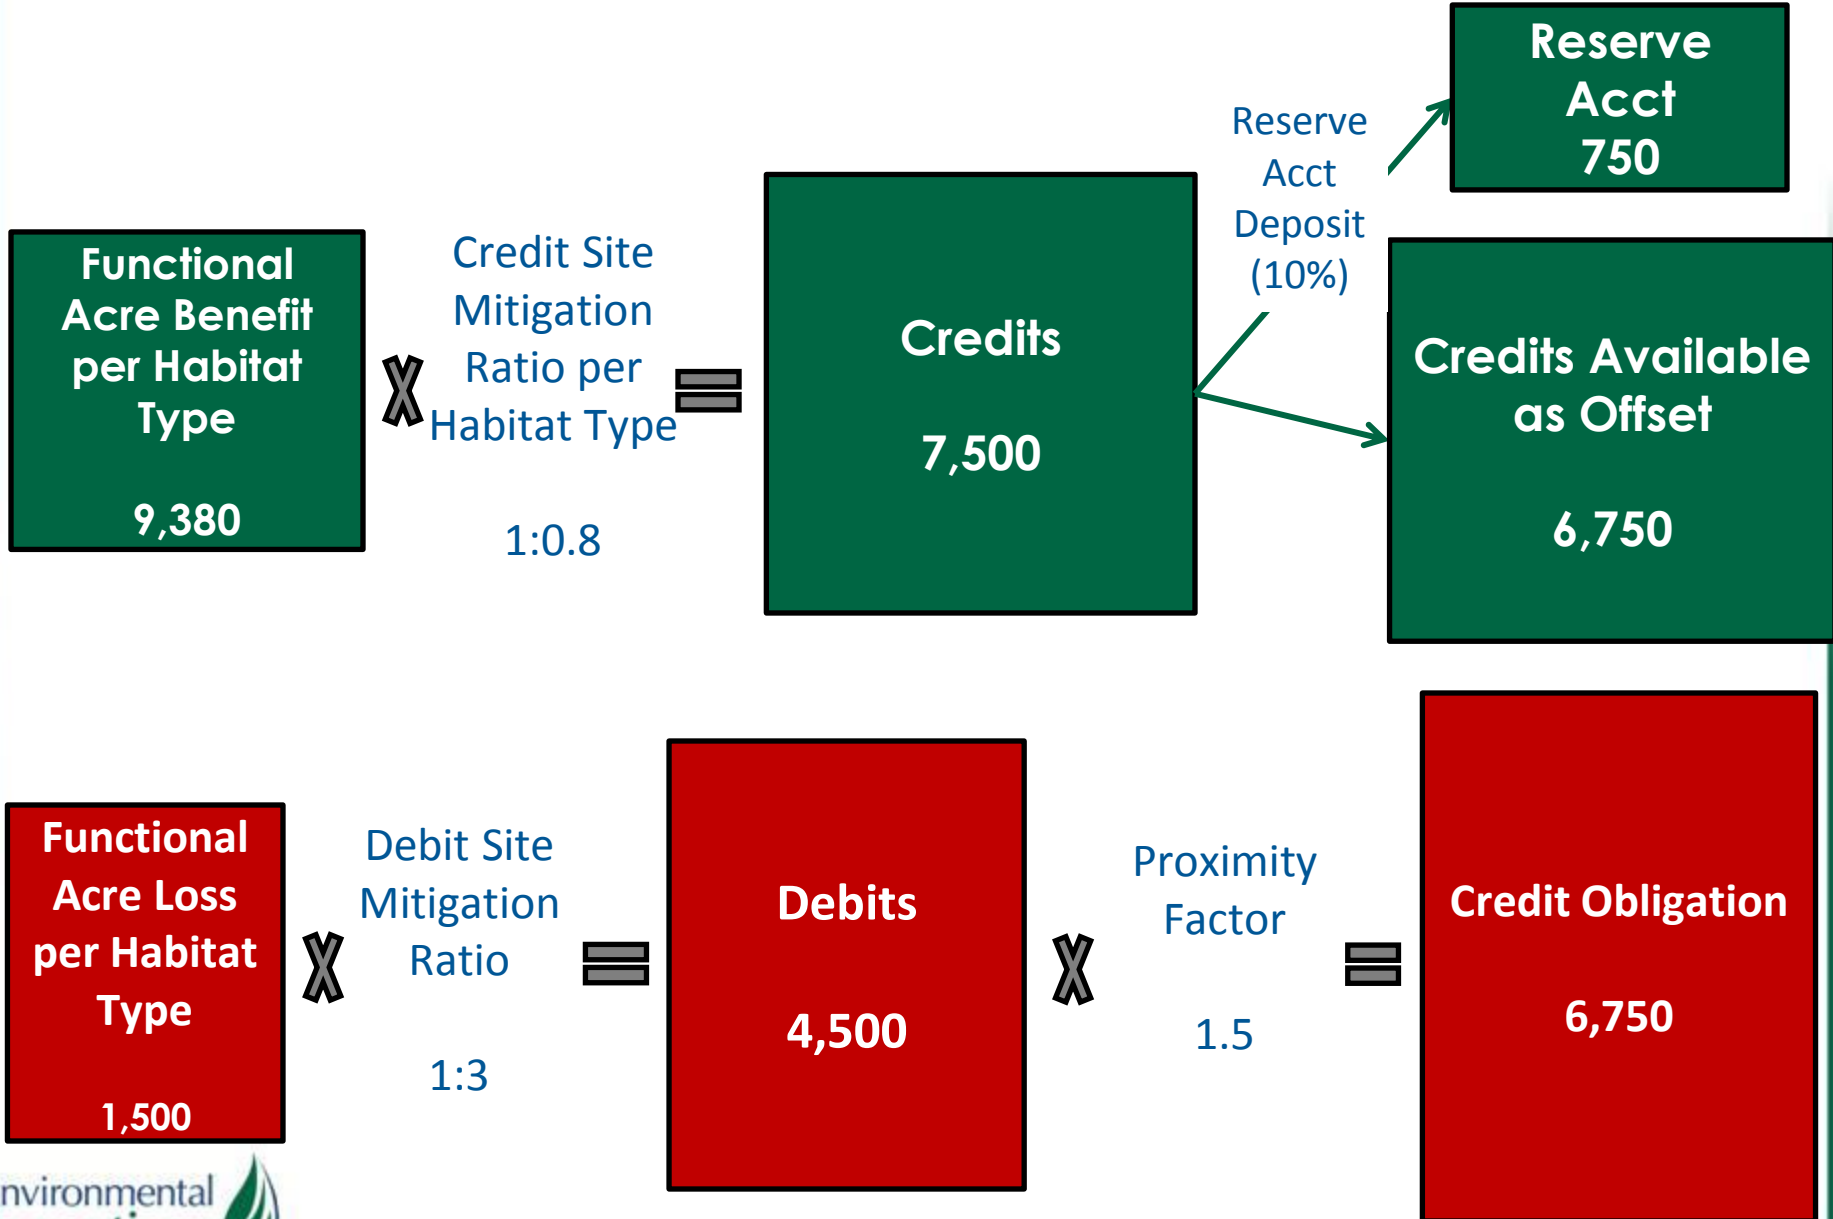 Reserve
Acct
750
Reserve
Acct
Deposit
(10%)
Functional
Acre Benefit
per Habitat
Type
9,380
Credit Site
Mitigation
Ratio per
Habitat Type
1:0.8
Credits
7,500
Credits Available
as Offset
6,750
Functional
Acre Loss
per Habitat
Type
1,500
Debit Site
Mitigation
Ratio
1:3
Debits
4,500
Proximity
Factor
1.5
Credit Obligation
6,750
nvironmental